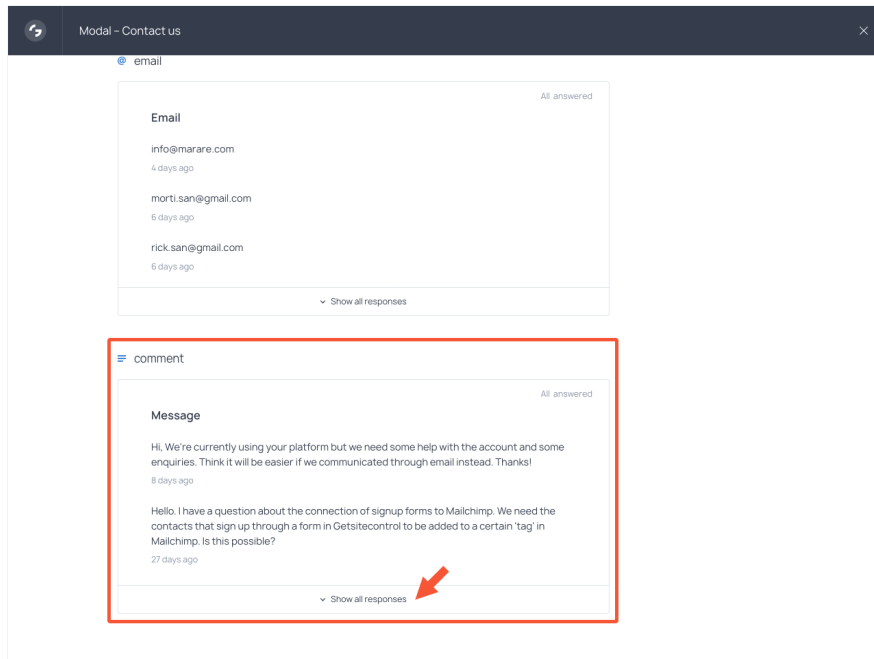 Modal – Contact us
@ email
All answered
Email
info@marare.com
4 days ago
morti.san@gmail.com
6 days ago
rick.san@gmail.com
6 days ago
Show all responses
comment
All answered
Message
Hi, We're currently using your platform but we need some help with the account and some
enquiries. Think it will be easier if we communicated through email instead. Thanks!
8 days ago
Hello. I have a question about the connection of signup forms to Mailchimp. We need the
contacts that sign up through a form in Getsitecontrol to be added to a certain 'tag' in
Mailchimp. Is this possible?
27 days ago
Show all responses